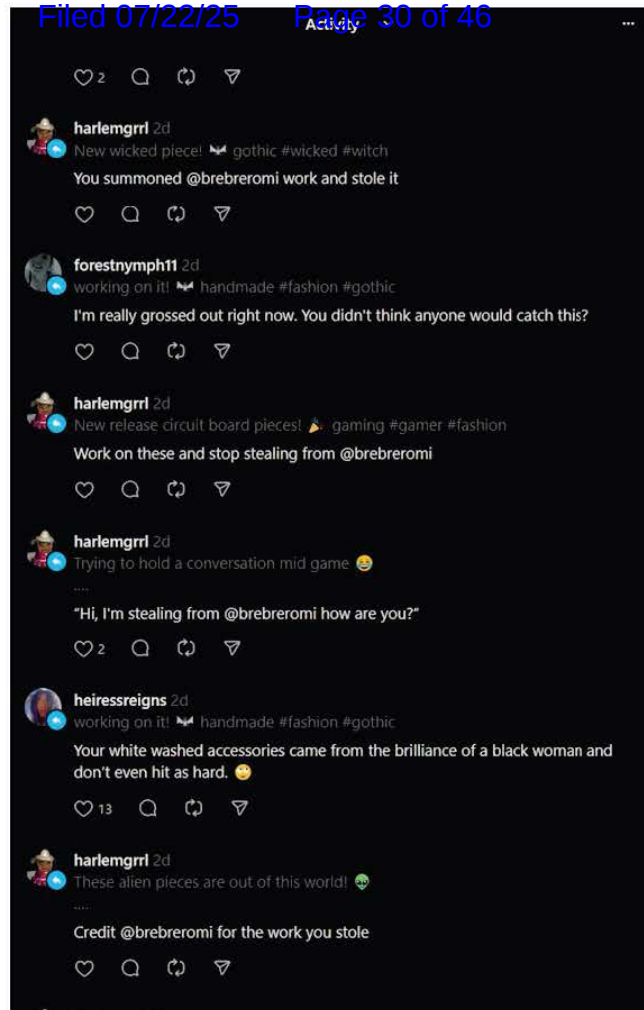 Filed 07/22/25 Page 30 of 46
Activity
2
harlemgrrl 2d
New wicked piece! gothic #wicked #witch
You summoned @brebreromi work and stole it
forestnymph11 2d
working on it! handmade #fashion #gothic
I'm really grossed out right now. You didn't think anyone would catch this?
harlemgrrl 2d
New release circuit board pieces! 🎉 gaming #gamer #fashion
Work on these and stop stealing from @brebreromi
harlemgrrl 2d
Trying to hold a conversation mid game 😂
....
“Hi, I'm stealing from @brebreromi how are you?”
2
heiressreigns 2d
working on it! handmade #fashion #gothic
Your white washed accessories came from the brilliance of a black woman and
don't even hit as hard. 🙄
13
harlemgrrl 2d
These alien pieces are out of this world! 👽
....
Credit @brebreromi for the work you stole